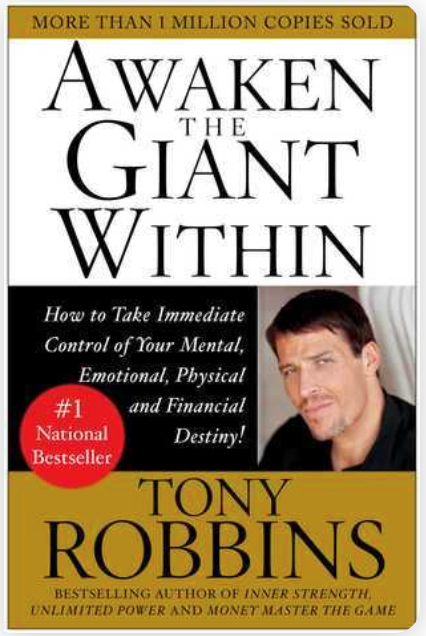 MORE THAN 1 MILLION COPIES SOLD
AWAKEN
THE
GIANT
WITHIN
How to Take Immediate
Control of Your Mental,
Emotional, Physical
and Financial
Destiny!
#1
National
Bestseller
TONY
ROBBINS
BESTSELLING AUTHOR OF INNER STRENGTH,
UNLIMITED POWER AND MONEY MASTER THE GAME